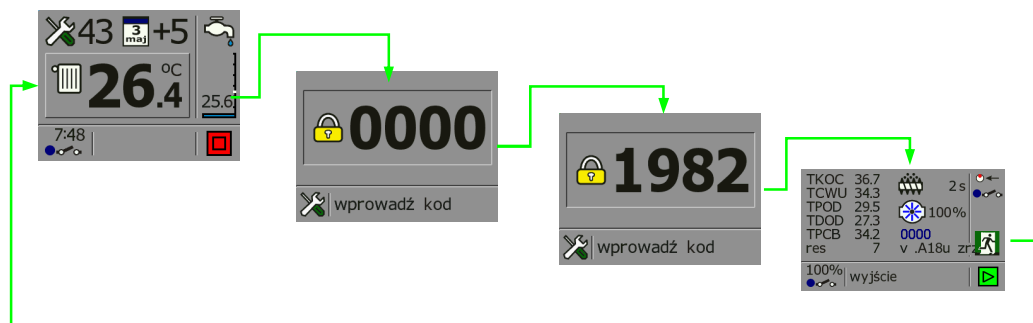 43 3 maj +5
26.4 °C
25.6
7:48
0000
wprowadź kod
1982
wprowadź kod
TKOC 36.7
TCWU 34.3
TPOD 29.5
TDOD 27.3
TPCB 34.2
res 7
2 s
100%
0000
v .A18u zrz
100%
wyjście